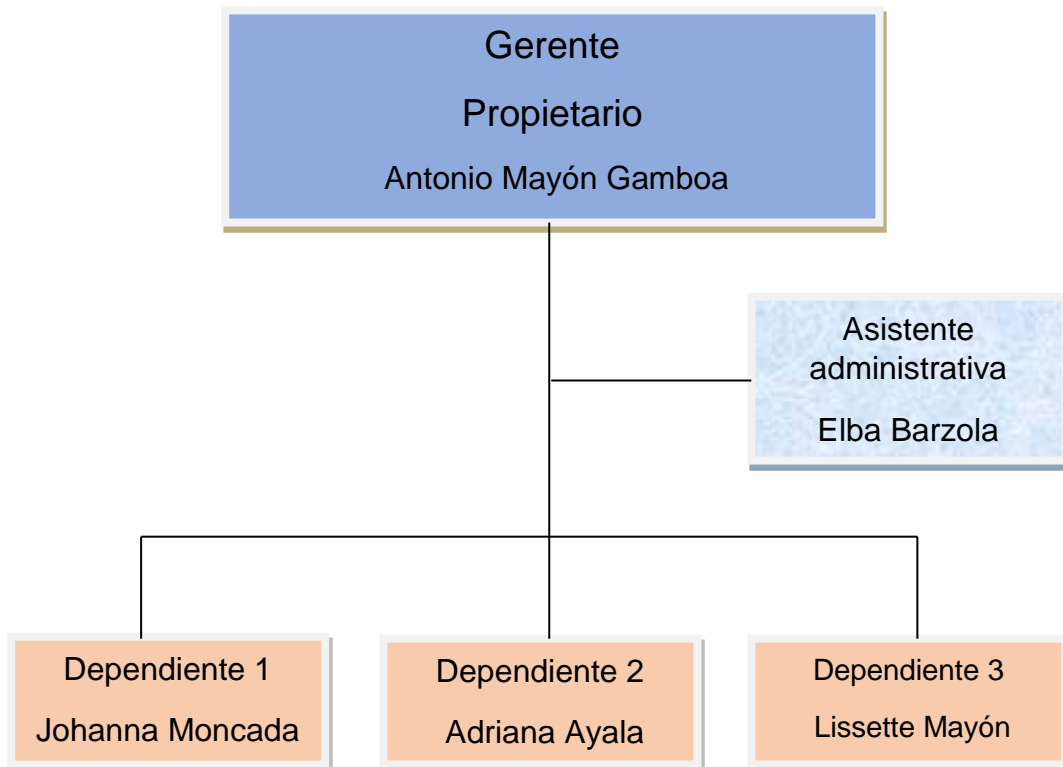 Gerente
Propietario
Antonio Mayón Gamboa
Asistente
administrativa
Elba Barzola
Dependiente 1
Johanna Moncada
Dependiente 2
Adriana Ayala
Dependiente 3
Lissette Mayón